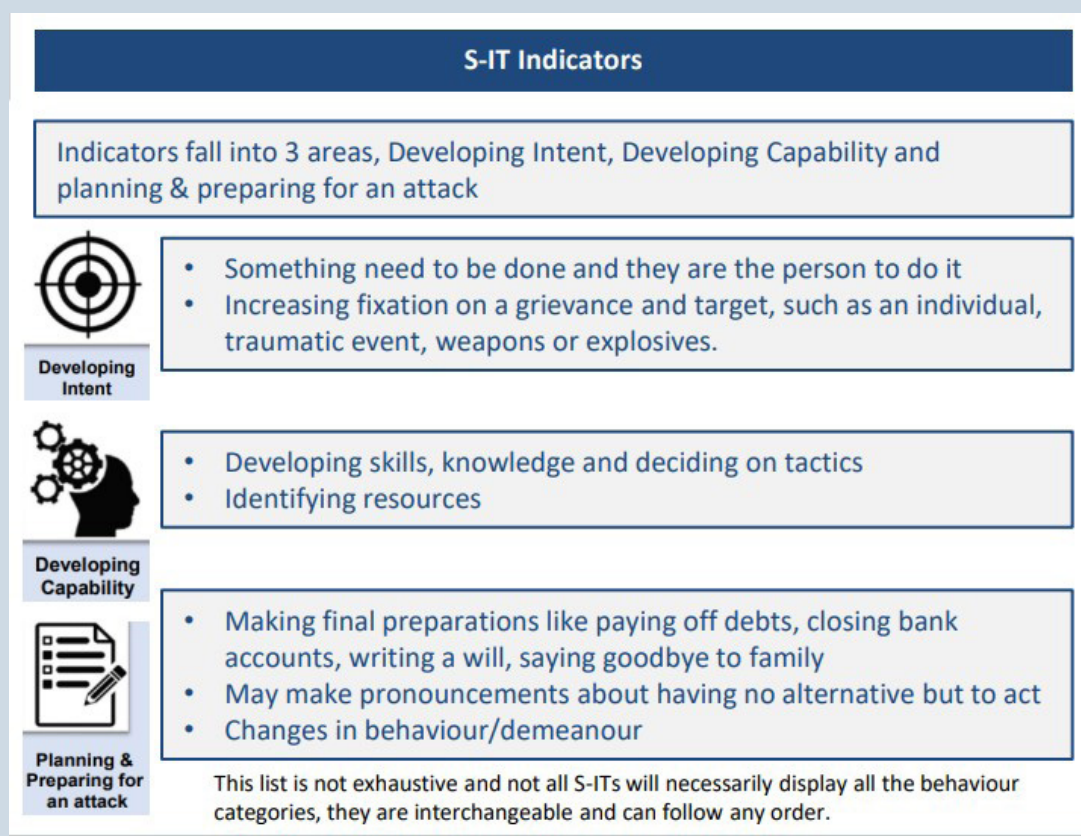 S-IT Indicators
Indicators fall into 3 areas, Developing Intent, Developing Capability and
planning & preparing for an attack
• Something need to be done and they are the person to do it
• Increasing fixation on a grievance and target, such as an individual,
traumatic event, weapons or explosives.
Developing
Intent
• Developing skills, knowledge and deciding on tactics
• Identifying resources
Developing
Capability
• Making final preparations like paying off debts, closing bank
accounts, writing a will, saying goodbye to family
• May make pronouncements about having no alternative but to act
• Changes in behaviour/demeanour
Planning &
Preparing for
an attack
This list is not exhaustive and not all S-ITs will necessarily display all the behaviour
categories, they are interchangeable and can follow any order.